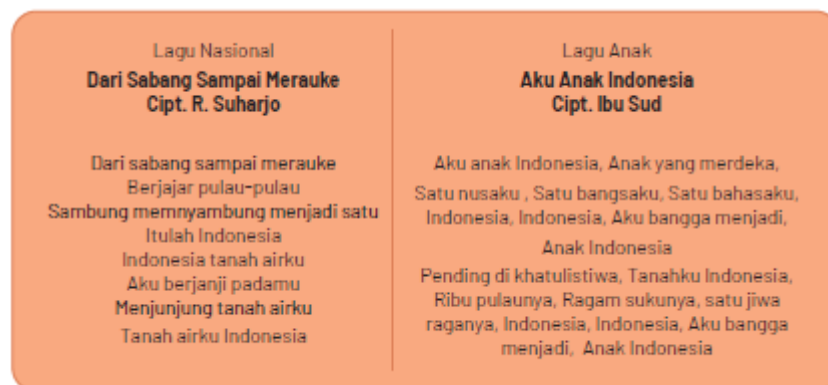 Lagu Nasional
Dari Sabang Sampai Merauke
Cipt. R. Suharjo
Dari sabang sampai merauke
Berjajar pulau-pulau
Sambung memnyambung menjadi satu
Itulah Indonesia
Indonesia tanah airku
Aku berjanji padamu
Menjunjung tanah airku
Tanah airku Indonesia
Lagu Anak
Aku Anak Indonesia
Cipt. Ibu Sud
Aku anak Indonesia, Anak yang merdeka,
Satu nusaku , Satu bangsaku, Satu bahasaku,
Indonesia, Indonesia, Aku bangga menjadi,
Anak Indonesia
Pending di khatulistiwa, Tanahku Indonesia,
Ribu pulaunya, Ragam sukunya, satu jiwa
raganya, Indonesia, Indonesia, Aku bangga
menjadi, Anak Indonesia